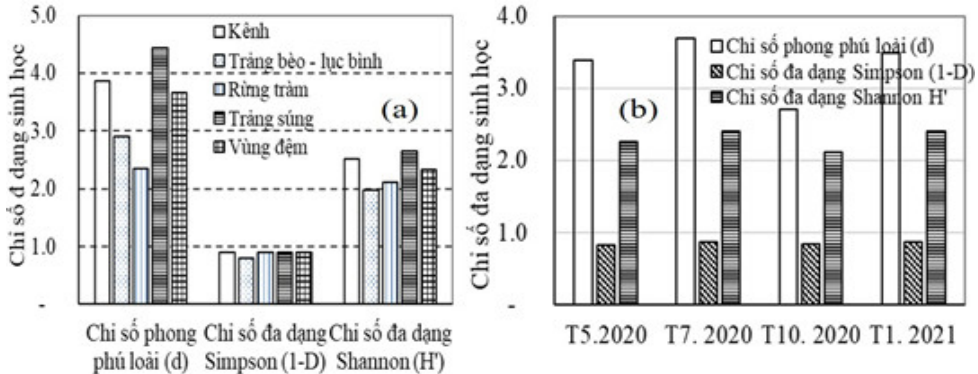 Chỉ số đ dạng sinh học
5.0
4.0
3.0
2.0
1.0
-
Kênh
Trảng bèo - lục bình
Rừng tràm
Trảng súng
Vùng đệm
(a)
Chỉ số phong
phú loài (d)
Chỉ số đa dạng
Simpson (1-D)
Chỉ số đa dạng
Shannon (H')
Chỉ số đa dạng sinh học
4.0
3.0
2.0
1.0
-
Chỉ số phong phú loài (d)
Chỉ số đa dạng Simpson (1-D)
Chỉ số đa dạng Shannon H'
(b)
T5.2020
T7. 2020
T10. 2020
T1. 2021